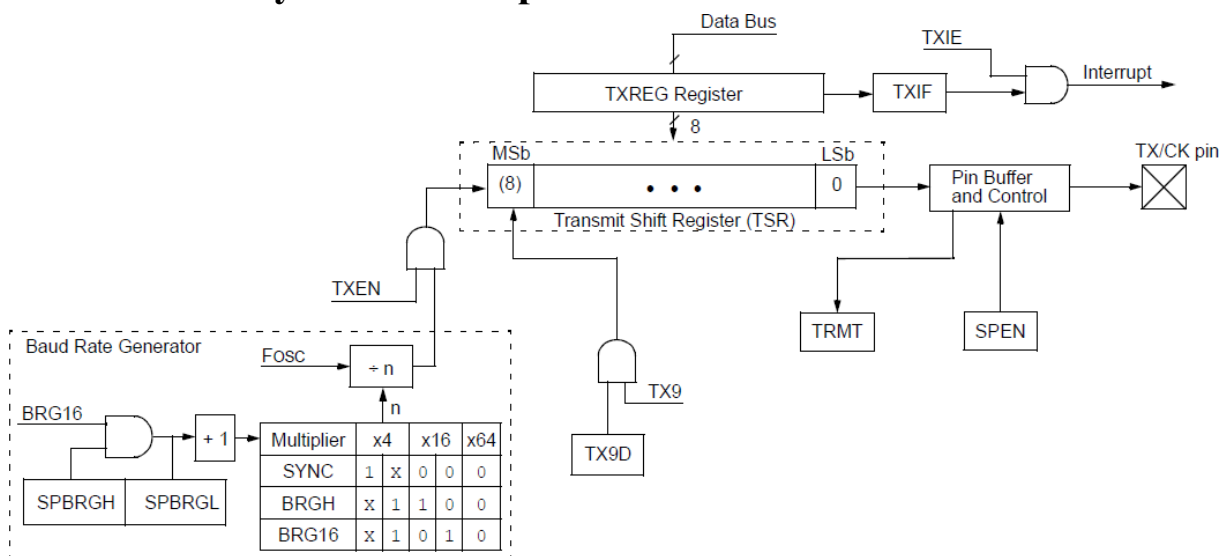 Data Bus
TXIE
Interrupt
TXREG Register
TXIF
8
MSb
LSb
TX/CK pin
(8)
• • •
0
Pin Buffer
and Control
Transmit Shift Register (TSR)
TXEN
TRMT
SPEN
Baud Rate Generator
FOSC
÷ n
n
TX9
BRG16
+ 1
Multiplier x4 x16 x64
TX9D
SYNC 1 X 0 0 0
SPBRGH SPBRGL
BRGH X 1 1 0 0
BRG16 X 1 0 1 0